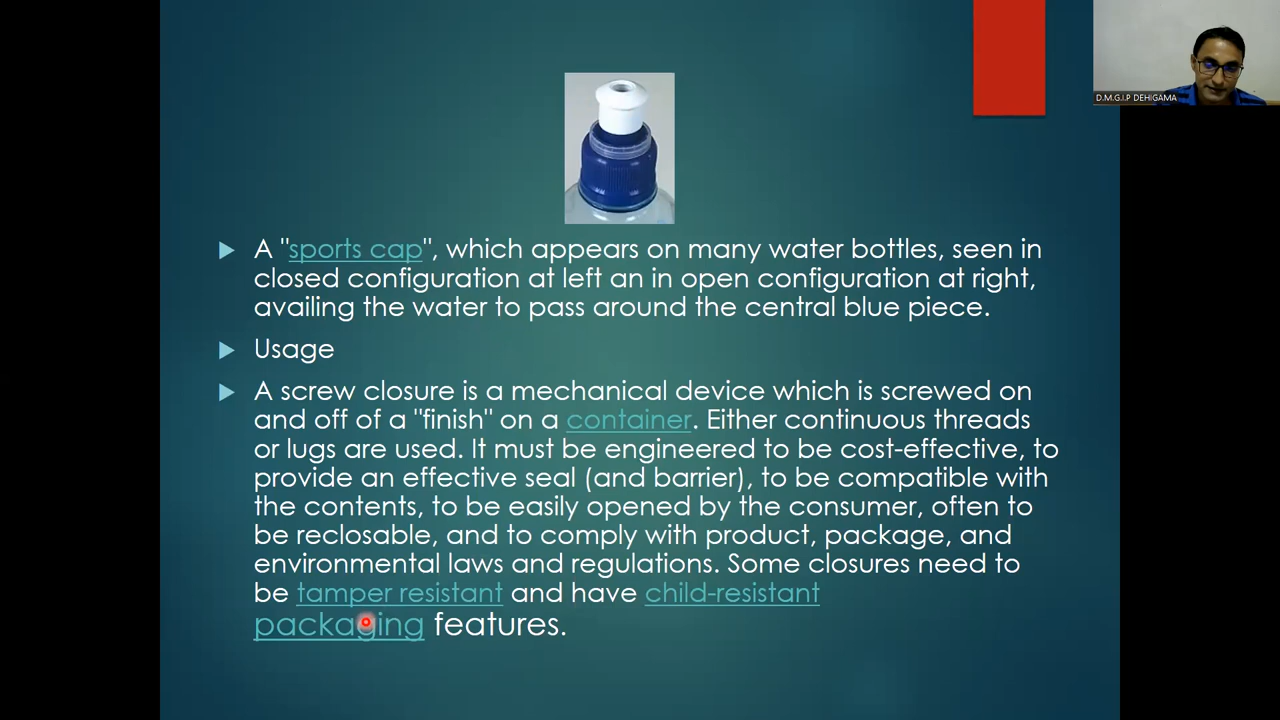 D.M.G.I.P DEHIGAMA
A "sports cap", which appears on many water bottles, seen in
closed configuration at left an in open configuration at right,
availing the water to pass around the central blue piece.
Usage
A screw closure is a mechanical device which is screwed on
and off of a "finish" on a container. Either continuous threads
or lugs are used. It must be engineered to be cost-effective, to
provide an effective seal (and barrier), to be compatible with
the contents, to be easily opened by the consumer, often to
be reclosable, and to comply with product, package, and
environmental laws and regulations. Some closures need to
be tamper resistant and have child-resistant
packaging features.